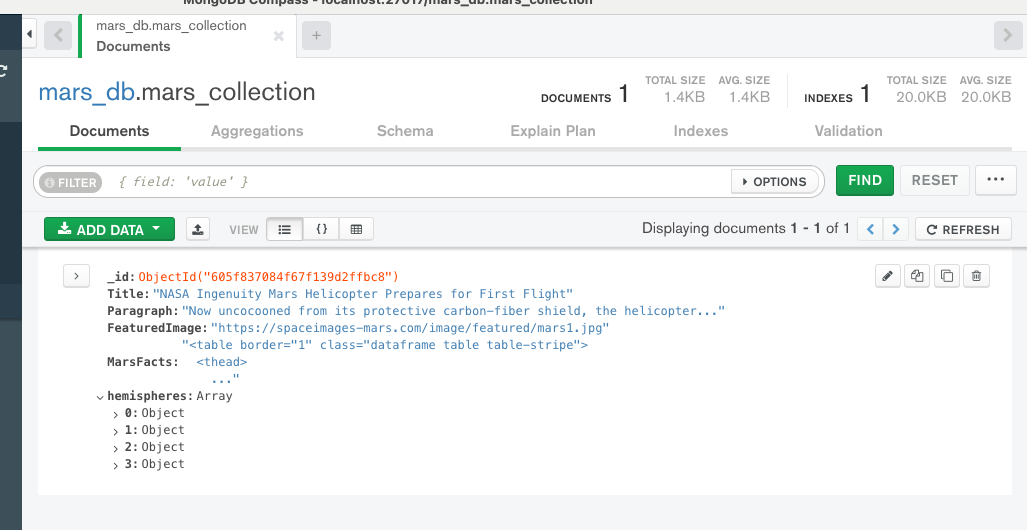 MongoDB Compass - localhost:27017/mars_db.mars_collection
mars_db.mars_collection
Documents
mars_db.mars_collection
DOCUMENTS 1 TOTAL SIZE 1.4KB AVG. SIZE 1.4KB INDEXES 1 TOTAL SIZE 20.0KB AVG. SIZE 20.0KB
Documents Aggregations Schema Explain Plan Indexes Validation
FILTER { field: 'value' } OPTIONS FIND RESET ...
ADD DATA VIEW {} Displaying documents 1 - 1 of 1 REFRESH
_id: ObjectId("605f837084f67f139d2ffbc8")
Title: "NASA Ingenuity Mars Helicopter Prepares for First Flight"
Paragraph: "Now uncocooned from its protective carbon-fiber shield, the helicopter..."
FeaturedImage: "https://spaceimages-mars.com/image/featured/mars1.jpg"
"<table border="1" class="dataframe table table-stripe">
MarsFacts: <thead>
..."
hemispheres: Array
0: Object
1: Object
2: Object
3: Object